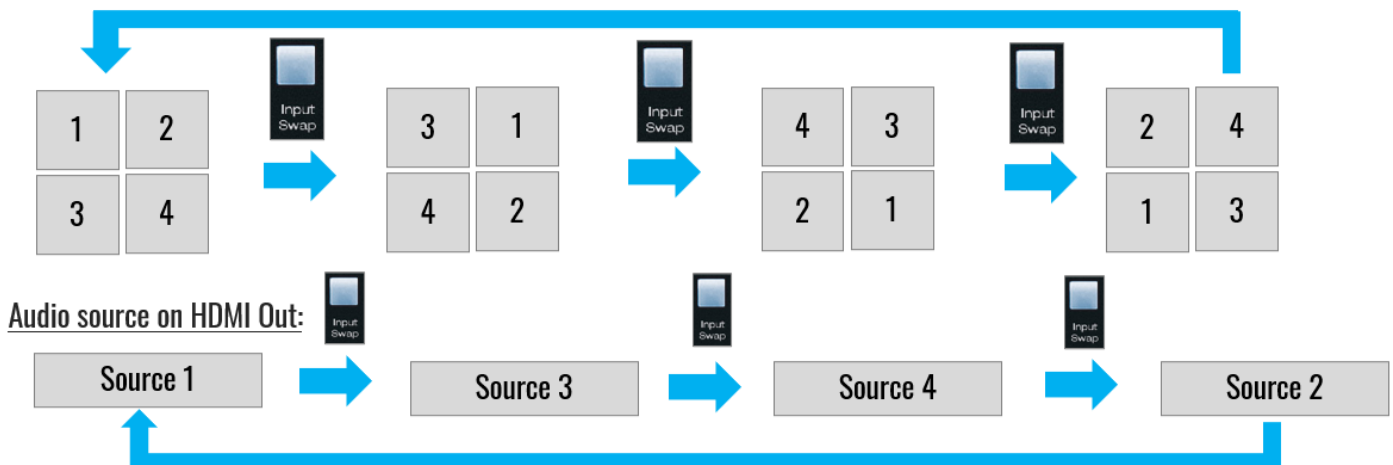 Input
Swap
Input
Swap
Input
Swap
1 2
3 1
4 3
2 4
3 4
4 2
2 1
1 3
Audio source on HDMI Out:
Input
Swap
Input
Swap
Input
Swap
Source 1
Source 3
Source 4
Source 2